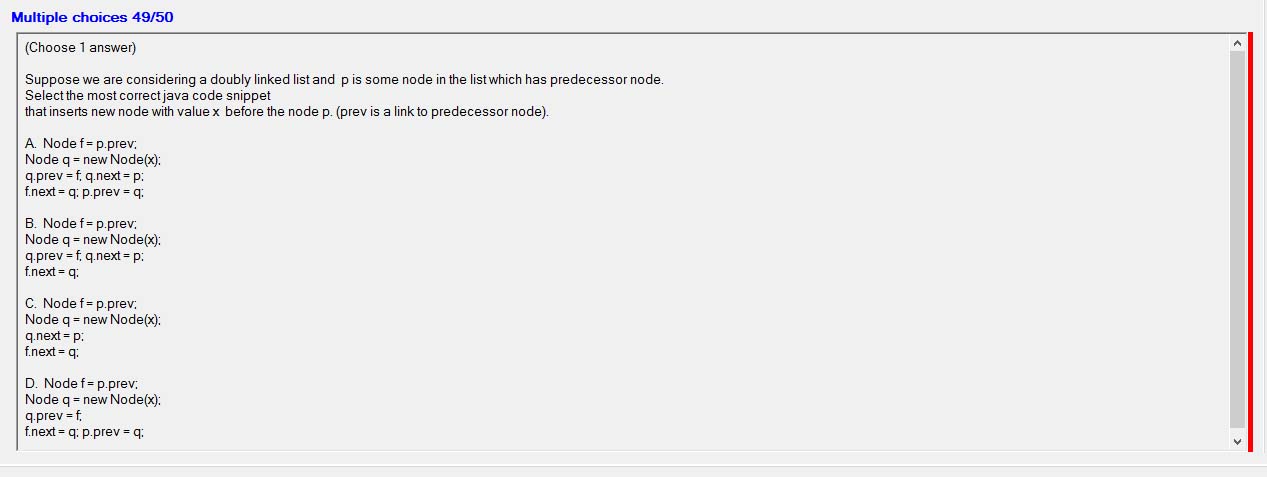 Multiple choices 49/50
(Choose 1 answer)
Suppose we are considering a doubly linked list and  p is some node in the list which has predecessor node.
Select the most correct java code snippet
that inserts new node with value x  before the node p. (prev is a link to predecessor node).
A.  Node f = p.prev;
Node q = new Node(x);
q.prev = f; q.next = p;
f.next = q; p.prev = q;
B.  Node f = p.prev;
Node q = new Node(x);
q.prev = f; q.next = p;
f.next = q;
C.  Node f = p.prev;
Node q = new Node(x);
q.next = p;
f.next = q;
D.  Node f = p.prev;
Node q = new Node(x);
q.prev = f;
f.next = q; p.prev = q;